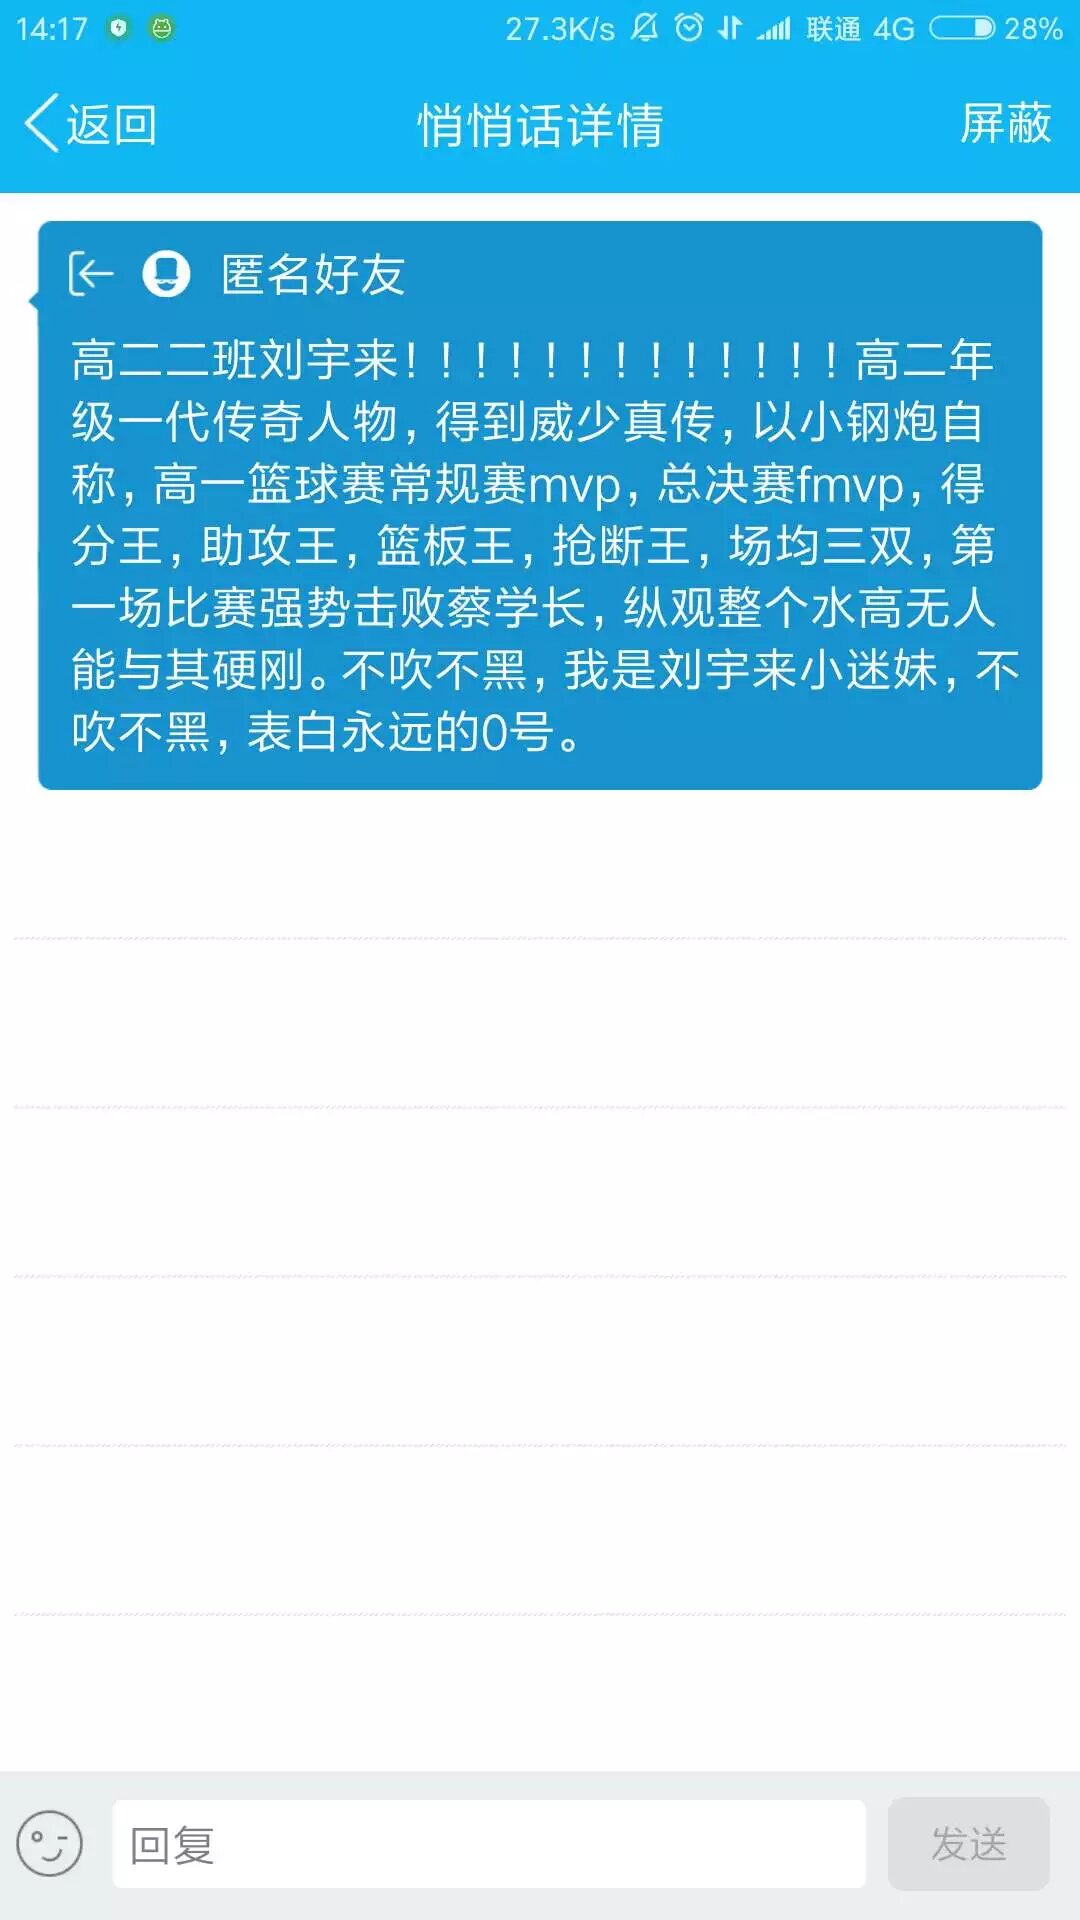 14:17 27.3K/s 联通 4G 28%
返回 悄悄话详情 屏蔽
匿名好友
高二二班刘宇来！！！！！！！！！！！！！高二年
级一代传奇人物，得到威少真传，以小钢炮自
称，高一篮球赛常规赛mvp，总决赛fmvp，得
分王，助攻王，篮板王，抢断王，场均三双，第
一场比赛强势击败蔡学长，纵观整个水高无人
能与其硬刚。不吹不黑，我是刘宇来小迷妹，不
吹不黑，表白永远的0号。
回复 发送